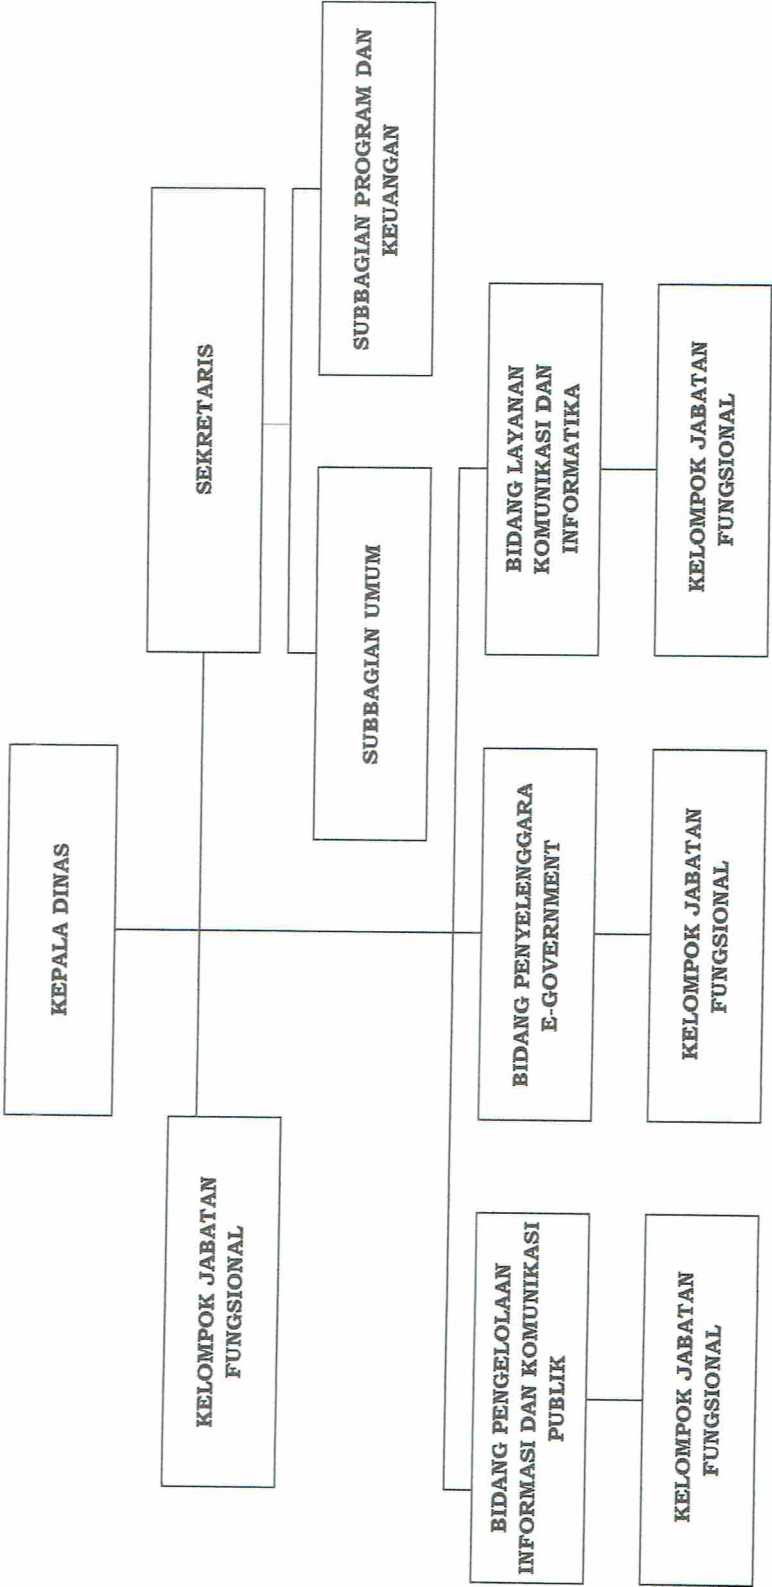 KEPALA DINAS
KELOMPOK JABATAN
FUNGSIONAL
SEKRETARIS
SUBBAGIAN UMUM
SUBBAGIAN PROGRAM DAN
KEUANGAN
BIDANG PENGELOLAAN
INFORMASI DAN KOMUNIKASI
PUBLIK
BIDANG PENYELENGGARA
E-GOVERNMENT
BIDANG LAYANAN
KOMUNIKASI DAN
INFORMATIKA
KELOMPOK JABATAN
FUNGSIONAL
KELOMPOK JABATAN
FUNGSIONAL
KELOMPOK JABATAN
FUNGSIONAL